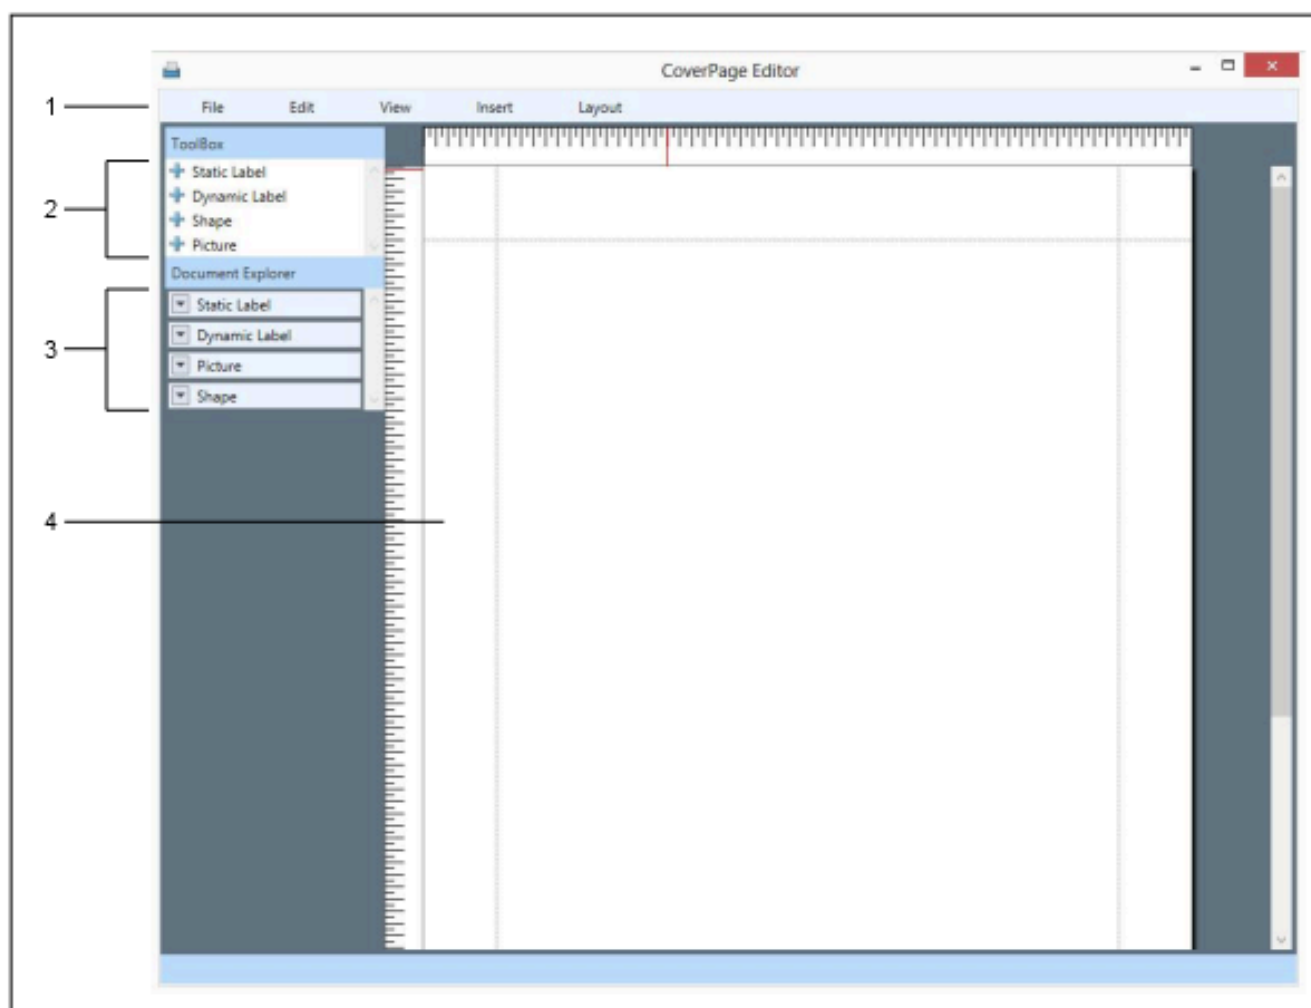 CoverPage Editor
1
File Edit View Insert Layout
ToolBox
2
Static Label
Dynamic Label
Shape
Picture
Document Explorer
3
Static Label
Dynamic Label
Picture
Shape
4